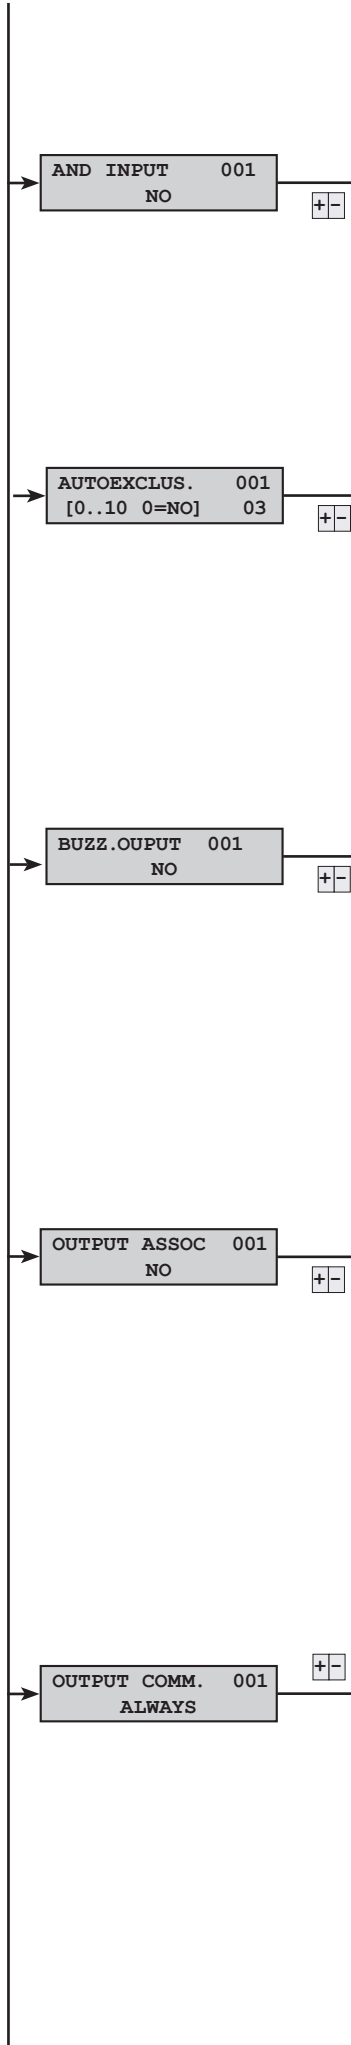 AND INPUT 001
NO
+ -
AUTOEXCLUS. 001
[0..10 0=NO] 03
+ -
BUZZ.OUPUT 001
NO
+ -
OUTPUT ASSOC 001
NO
+ -
+ -
OUTPUT COMM. 001
ALWAYS